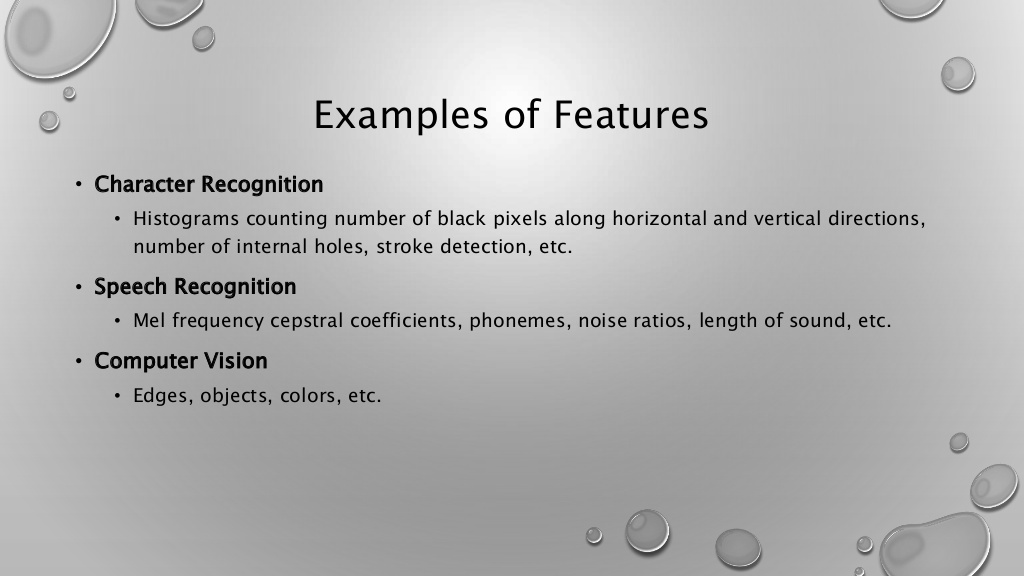 Examples of Features
• Character Recognition
• Histograms counting number of black pixels along horizontal and vertical directions,
number of internal holes, stroke detection, etc.
• Speech Recognition
• Mel frequency cepstral coefficients, phonemes, noise ratios, length of sound, etc.
• Computer Vision
• Edges, objects, colors, etc.